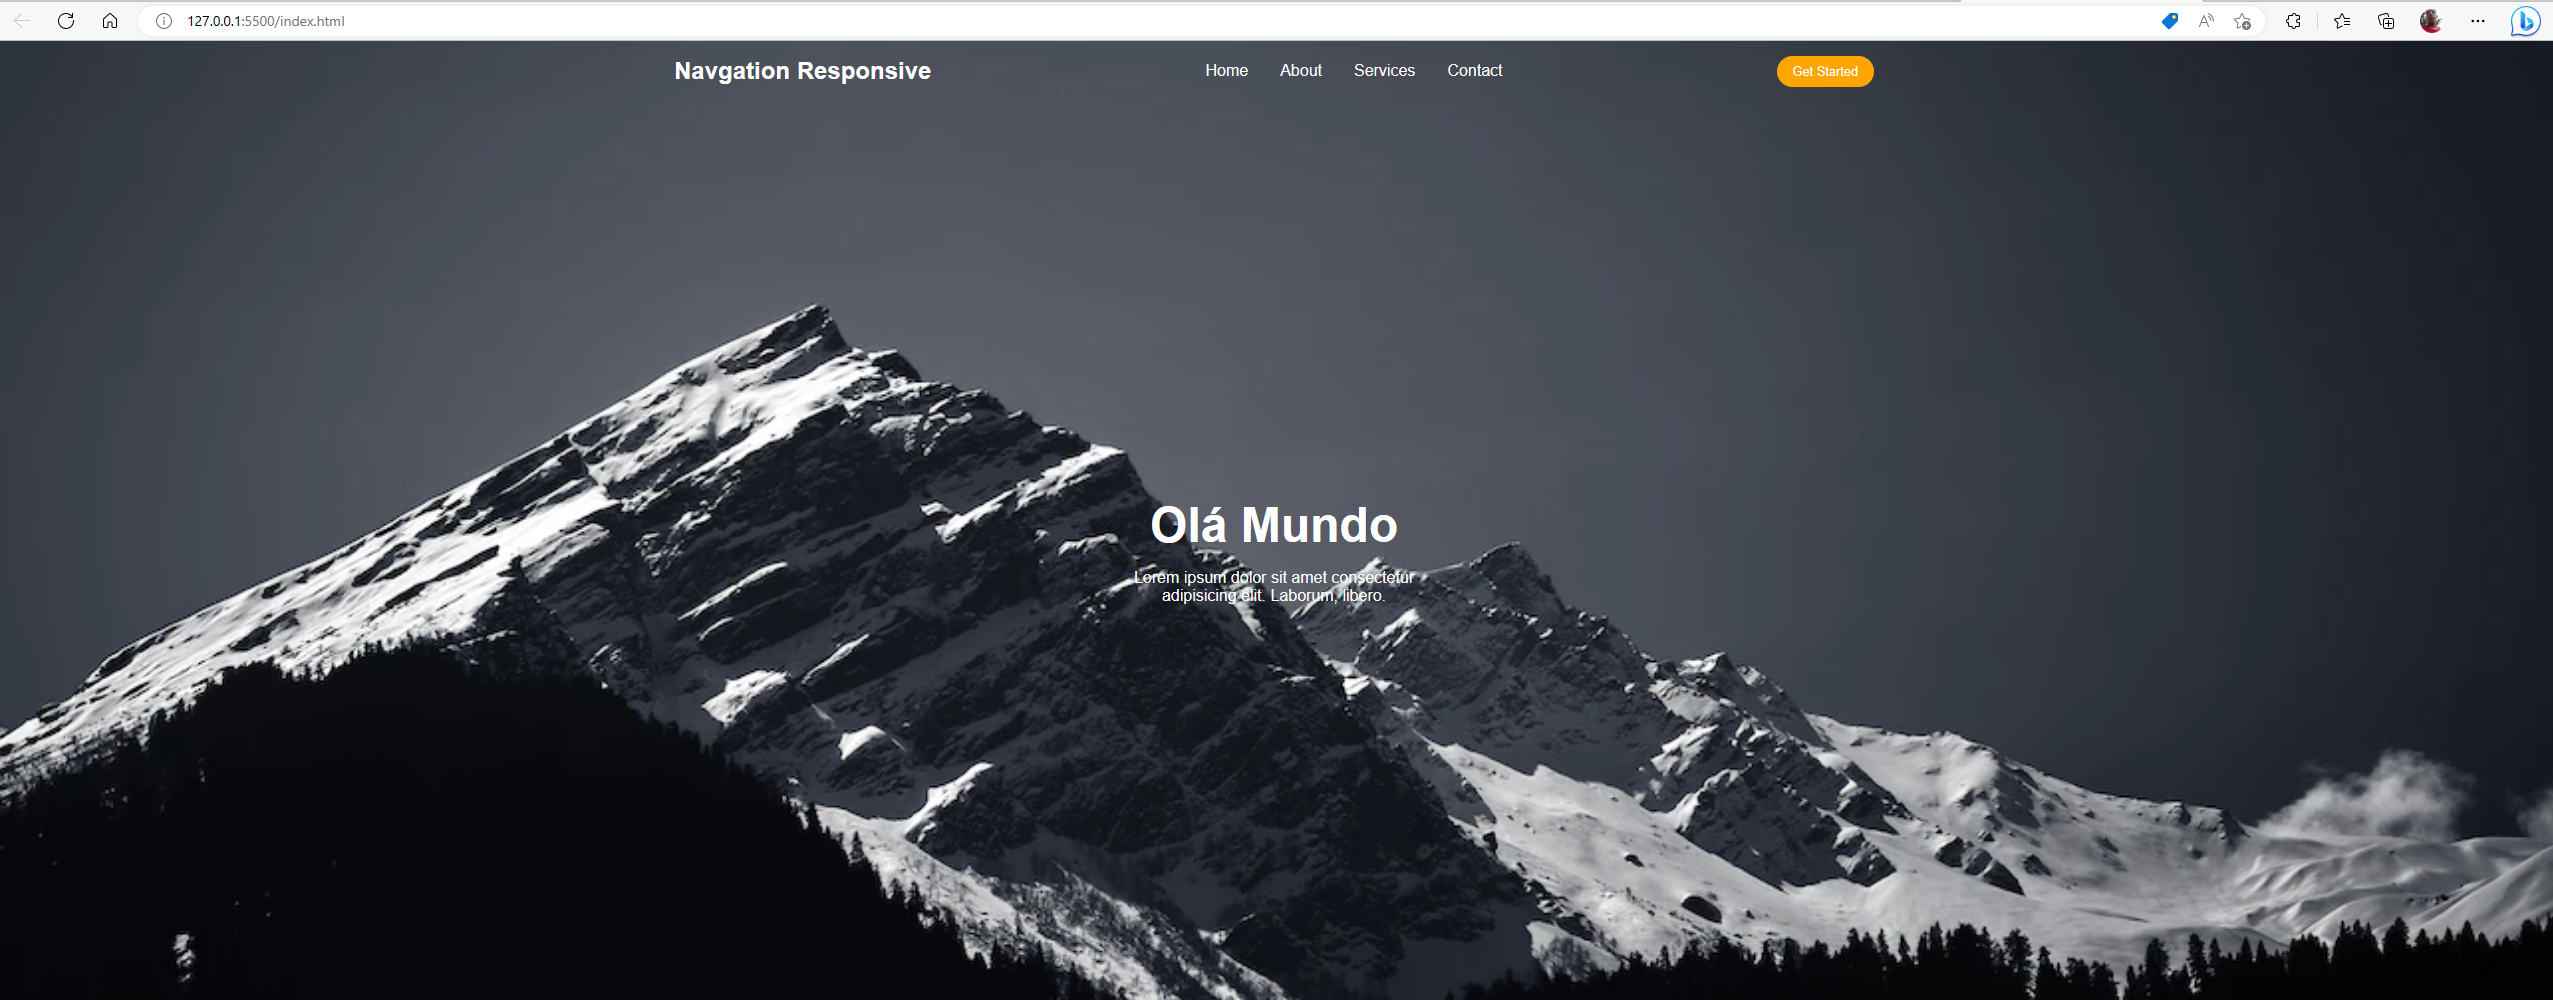 127.0.0.1:5500/index.html
Navgation Responsive
Home About Services Contact
Get Started
Olá Mundo
Lorem ipsum dolor sit amet consectetur
adipisicing elit. Laborum, libero.